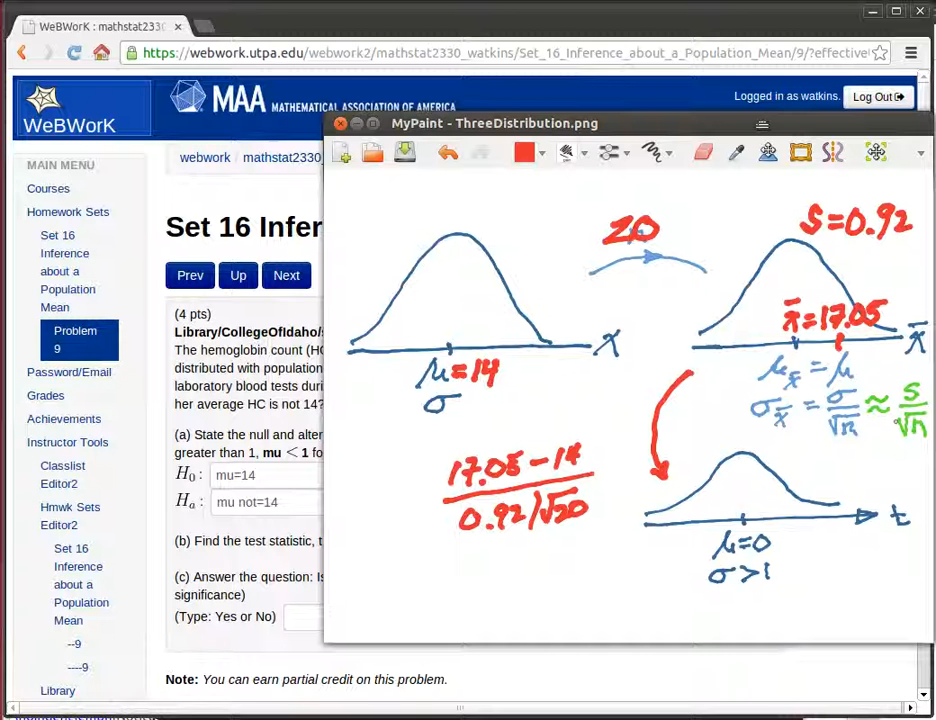 WeBWorK : mathstat233
https://webwork.utpa.edu/webwork2/mathstat2330_watkins/Set_16_Inference_about_a_Population_Mean/9/?effective
WeBWorK
MAA MATHEMATICAL ASSOCIATION OF AMERICA
Logged in as watkins.
Log Out
MAIN MENU
Courses
Homework Sets
Set 16
Inference
about a
Population
Mean
Problem
9
Password/Email
Grades
Achievements
Instructor Tools
Classlist
Editor2
Hmwk Sets
Editor2
Set 16
Inference
about a
Population
Mean
--9
----9
Library
webwork / mathstat2330_
Set 16 Infer
Prev Up Next
(4 pts)
Library/CollegeOfIdaho/
The hemoglobin count (HC
distributed with population
laboratory blood tests durin
her average HC is not 14?
(a) State the null and alter
greater than 1, mu < 1 fo
H0 : mu=14
Ha : mu not=14
(b) Find the test statistic, t
(c) Answer the question: Is
significance)
(Type: Yes or No)
Note: You can earn partial credit on this problem.
MyPaint - ThreeDistribution.png
20
S=0.92
x̄=17.05
x
x̄
μ=14
σ
μx̄ = μ
σx̄ = σ/√n ≈ s/√n
17.05-14
0.92/√20
t
μ=0
σ>1